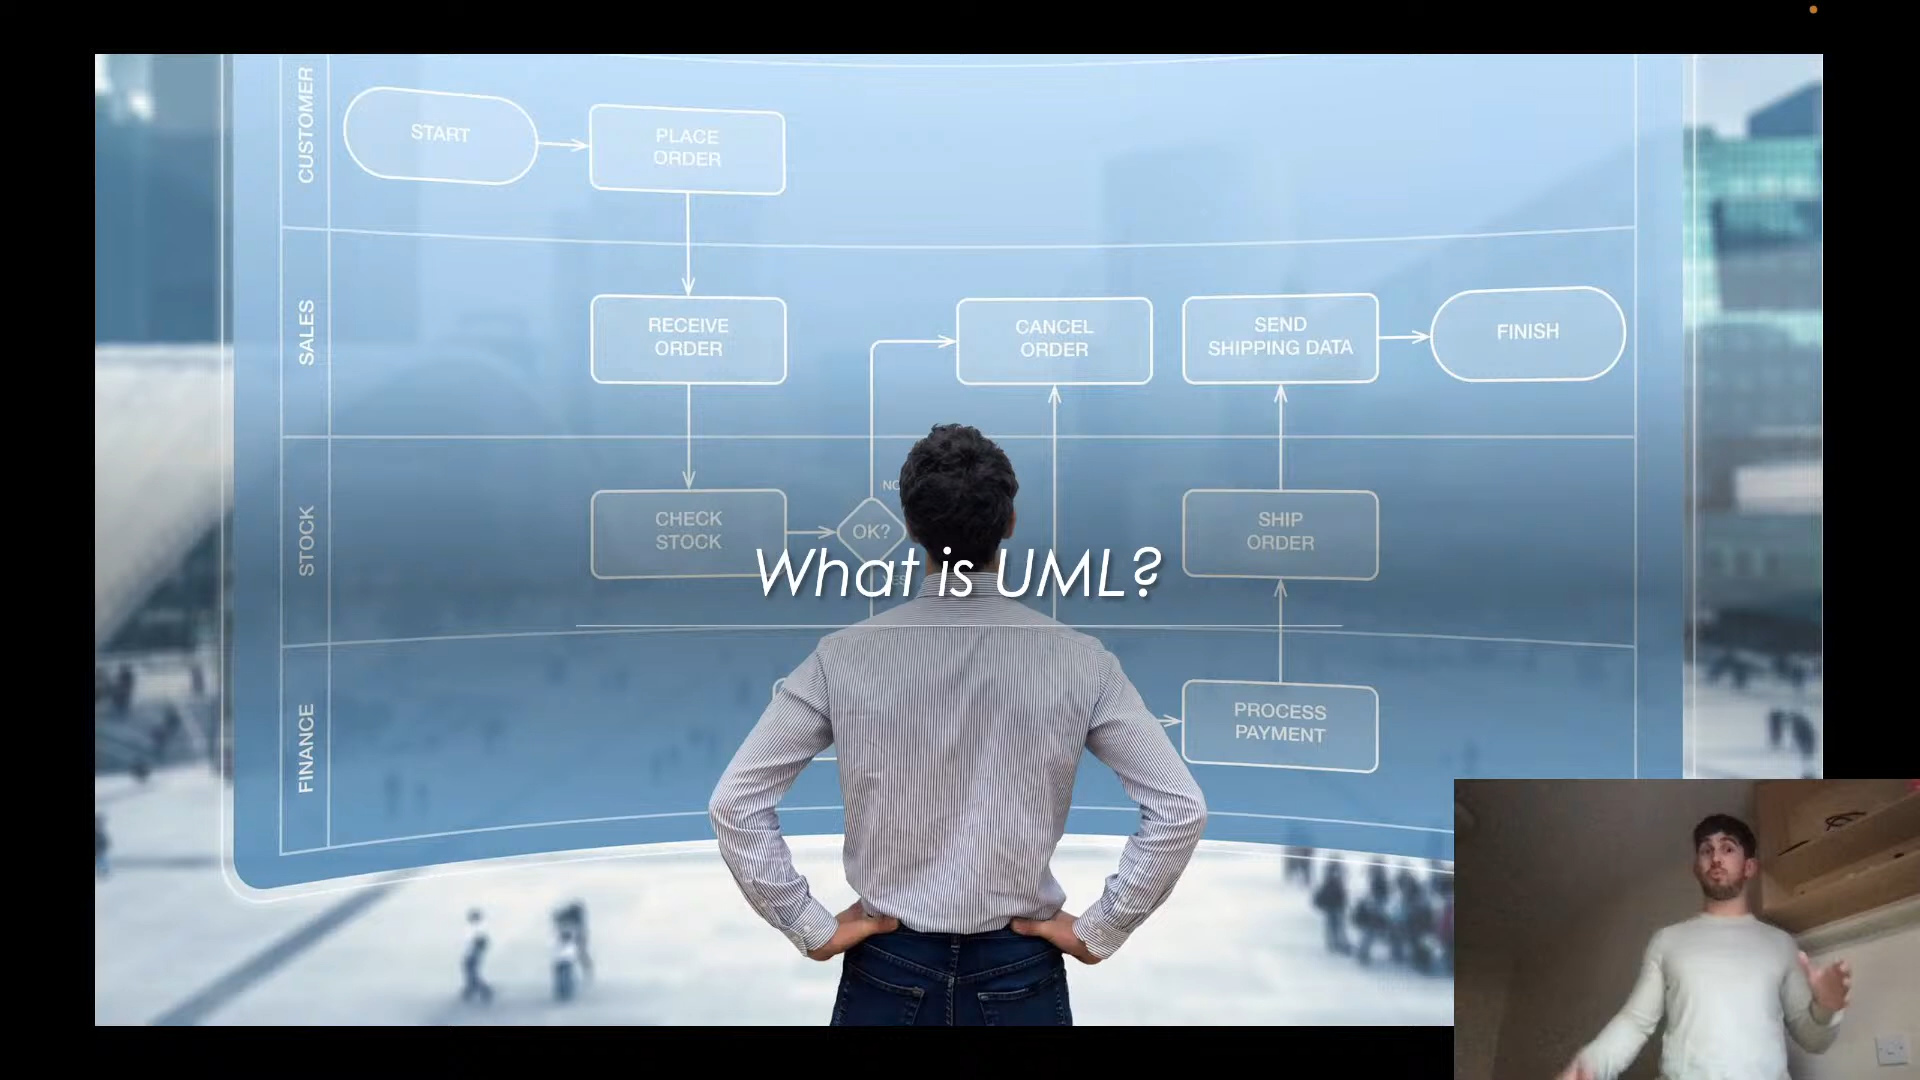 CUSTOMER
START
PLACE
ORDER
SALES
RECEIVE
ORDER
CANCEL
ORDER
SEND
SHIPPING DATA
FINISH
STOCK
CHECK
STOCK
OK?
NO
SHIP
ORDER
What is UML?
FINANCE
PROCESS
PAYMENT